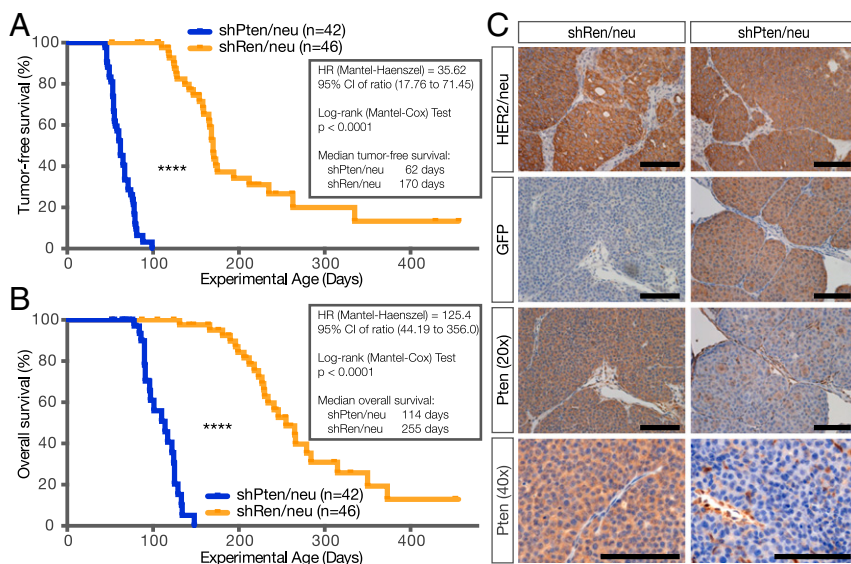 A
shPten/neu (n=42)
shRen/neu (n=46)
Tumor-free survival (%)
100
80
60
40
20
0
0 100 200 300 400
Experimental Age (Days)
****
HR (Mantel-Haenszel) = 35.62
95% CI of ratio (17.76 to 71.45)
Log-rank (Mantel-Cox) Test
p < 0.0001
Median tumor-free survival:
shPten/neu 62 days
shRen/neu 170 days
B
Overall survival (%)
100
80
60
40
20
0
0 100 200 300 400
Experimental Age (Days)
****
shPten/neu (n=42)
shRen/neu (n=46)
HR (Mantel-Haenszel) = 125.4
95% CI of ratio (44.19 to 356.0)
Log-rank (Mantel-Cox) Test
p < 0.0001
Median overall survival:
shPten/neu 114 days
shRen/neu 255 days
C
shRen/neu shPten/neu
HER2/neu
GFP
Pten (20x)
Pten (40x)